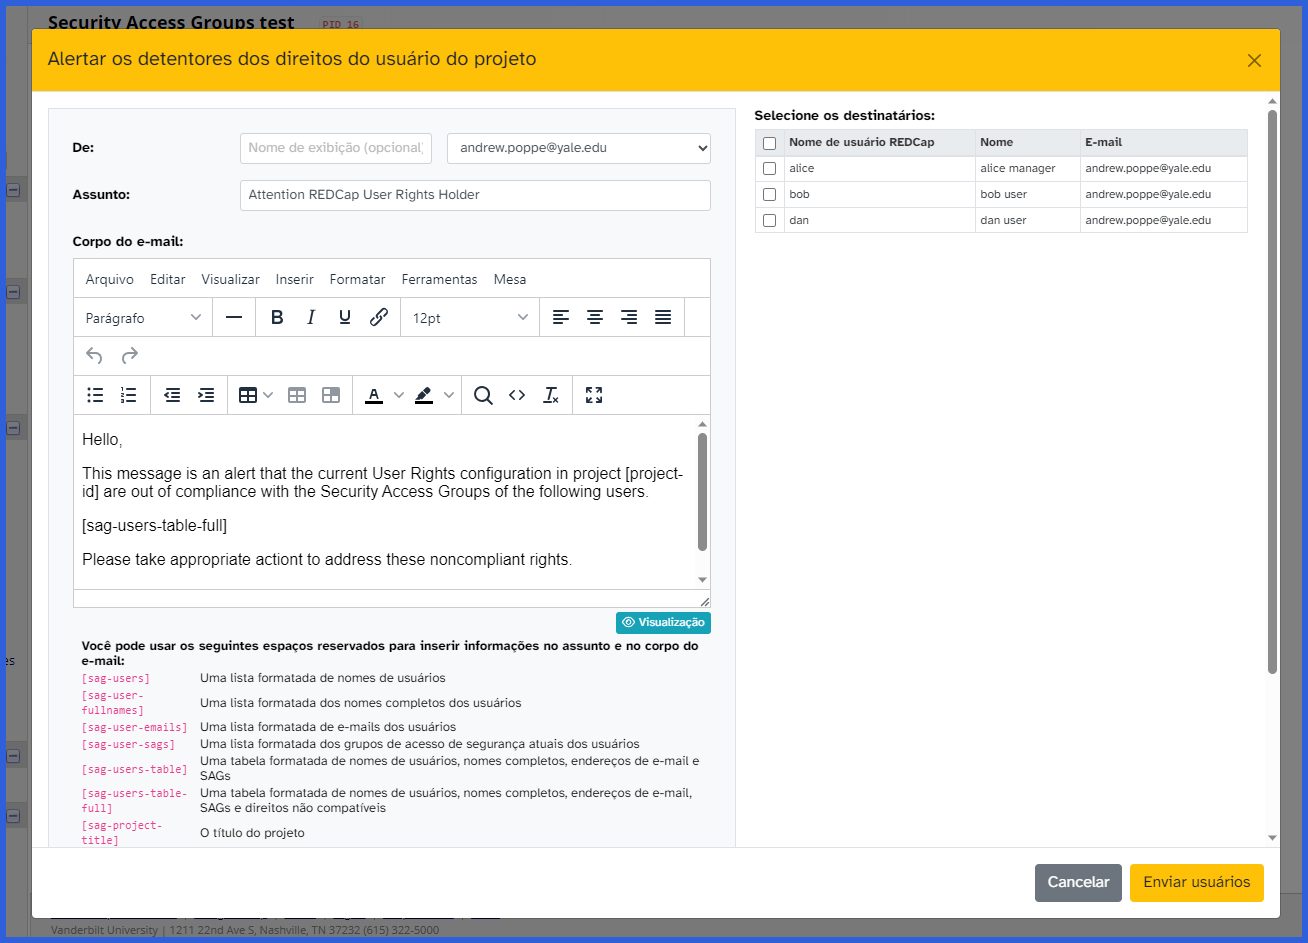 Security Access Groups test PID 16
Alertar os detentores dos direitos do usuário do projeto
De:
Nome de exibição (opcional)
andrew.poppe@yale.edu
Assunto:
Attention REDCap User Rights Holder
Corpo do e-mail:
Arquivo Editar Visualizar Inserir Formatar Ferramentas Mesa
Parágrafo
12pt
Hello,
This message is an alert that the current User Rights configuration in project [project-
id] are out of compliance with the Security Access Groups of the following users.
[sag-users-table-full]
Please take appropriate actiont to address these noncompliant rights.
Visualização
Você pode usar os seguintes espaços reservados para inserir informações no assunto e no corpo do
e-mail:
[sag-users] Uma lista formatada de nomes de usuários
[sag-user-
fullnames] Uma lista formatada dos nomes completos dos usuários
[sag-user-emails] Uma lista formatada de e-mails dos usuários
[sag-user-sags] Uma lista formatada dos grupos de acesso de segurança atuais dos usuários
[sag-users-table] Uma tabela formatada de nomes de usuários, nomes completos, endereços de e-mail e
SAGs
[sag-users-table-
full] Uma tabela formatada de nomes de usuários, nomes completos, endereços de e-mail,
SAGs e direitos não compatíveis
[sag-project-
title] O título do projeto
Selecione os destinatários:
Nome de usuário REDCap Nome E-mail
alice alice manager andrew.poppe@yale.edu
bob bob user andrew.poppe@yale.edu
dan dan user andrew.poppe@yale.edu
Cancelar
Enviar usuários
es
Vanderbilt University | 1211 22nd Ave S, Nashville, TN 37232 (615) 322-5000